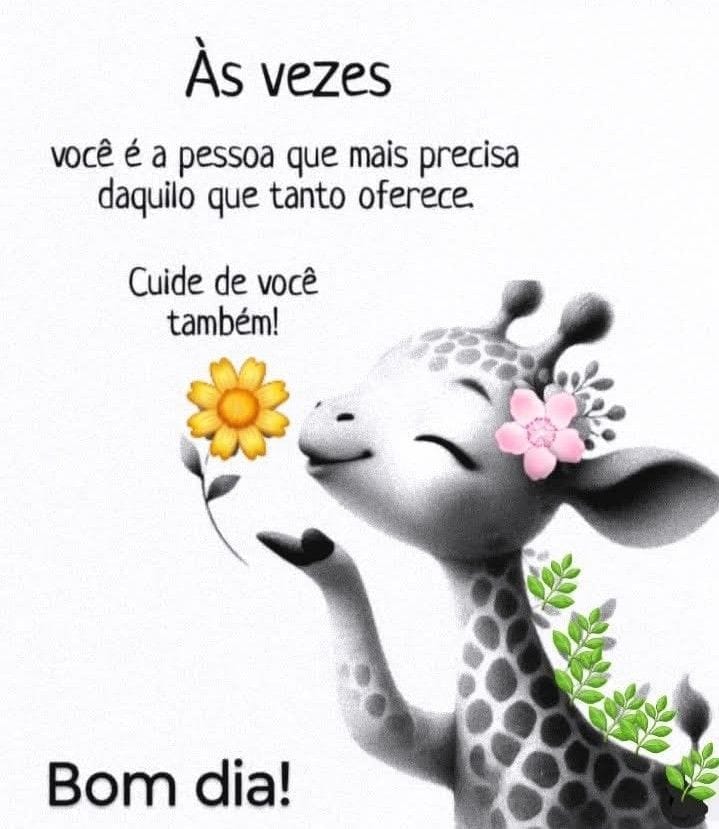 Às vezes
você é a pessoa que mais precisa
daquilo que tanto oferece.
Cuide de você
também!
Bom dia!